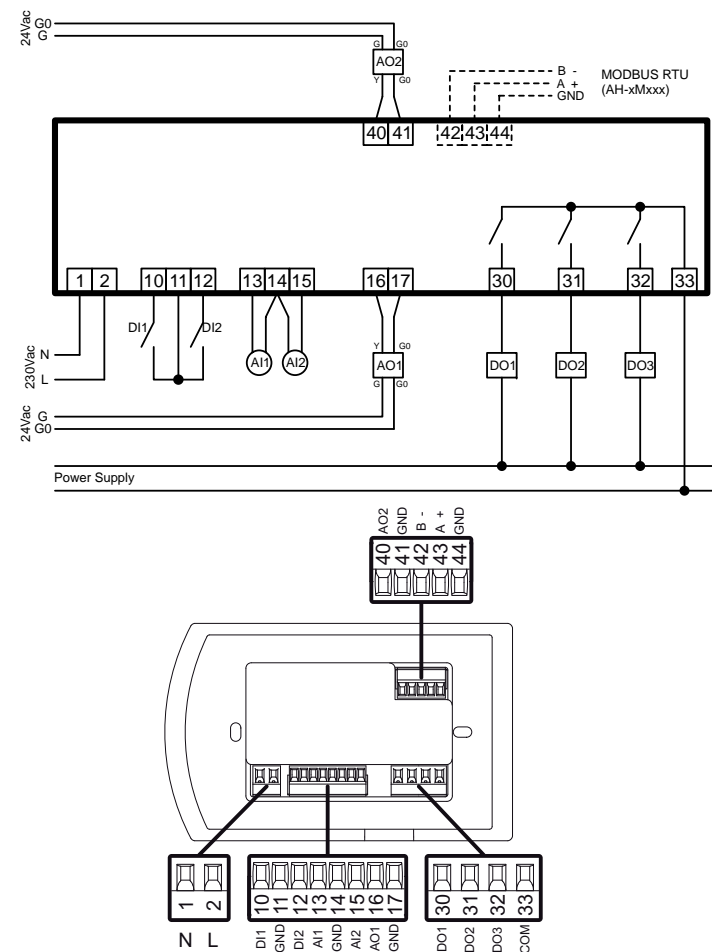 24Vac
G0
G
G G0
AO2
Y G0
B -
A +
GND
MODBUS RTU
(AH-xMxxx)
40 41 42 43 44
1 2 10 11 12 13 14 15 16 17 30 31 32 33
DI1 DI2
AI1 AI2
230Vac
N
L
Y G0
AO1
G G0
DO1 DO2 DO3
24Vac
G
G0
Power Supply
AO2 GND B - A + GND
40 41 42 43 44
1 2
N L
10 11 12 13 14 15 16 17
DI1 GND DI2 AI1 GND AI2 AO1 GND
30 31 32 33
DO1 DO2 DO3 COM